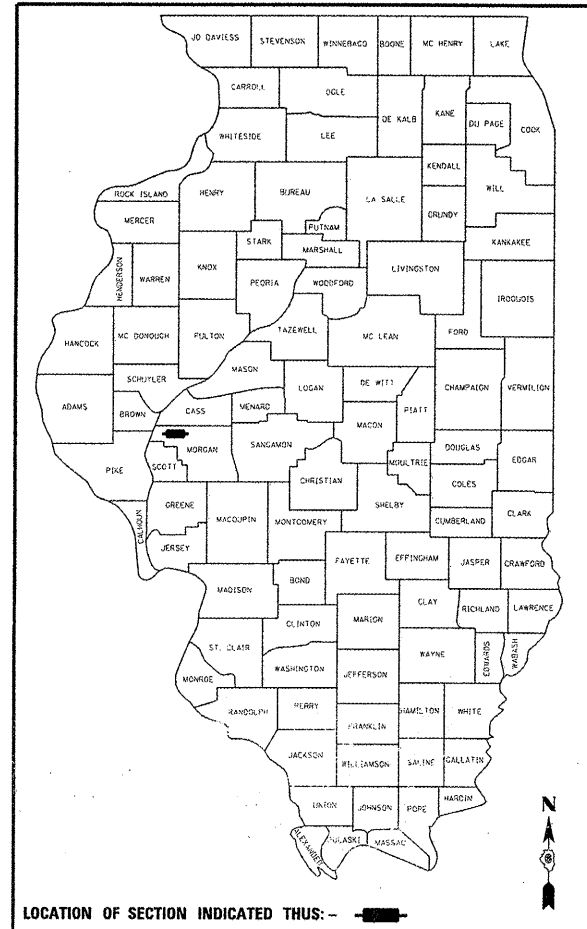 JO DAVIESS STEVENSON WINNEBAGO BOONE MC HENRY LAKE
CARROLL OGLE DE KALB KANE DU PAGE COOK
WHITESIDE LEE
KENDALL WILL
ROCK ISLAND HENRY BUREAU LA SALLE GRUNDY
MERCER PUTNAM
STARK MARSHALL KANKAKEE
HENDERSON WARREN KNOX PEORIA WOODFORD LIVINGSTON IROQUOIS
HANCOCK MC DONOUGH FULTON TAZEWELL MC LEAN FORD
MASON
SCHUYLER LOGAN DE WITT CHAMPAIGN VERMILION
ADAMS BROWN CASS MENARD MACON PIATT
MORGAN SANGAMON DOUGLAS EDGAR
PIKE SCOTT CHRISTIAN MOULTRIE COLES
GREENE SHELBY
CALHOUN MACOUPIN MONTGOMERY CUMBERLAND CLARK
JERSEY FAYETTE EFFINGHAM JASPER CRAWFORD
MADISON BOND CLAY
CLINTON MARION RICHLAND LAWRENCE
ST. CLAIR WAYNE EDWARDS WABASH
WASHINGTON JEFFERSON
MONROE
RANDOLPH PERRY HAMILTON WHITE
FRANKLIN
JACKSON WILLIAMSON SALINE GALLATIN
UNION JOHNSON POPE HARDIN
ALEXANDER PULASKI MASSAC
N
LOCATION OF SECTION INDICATED THUS: -